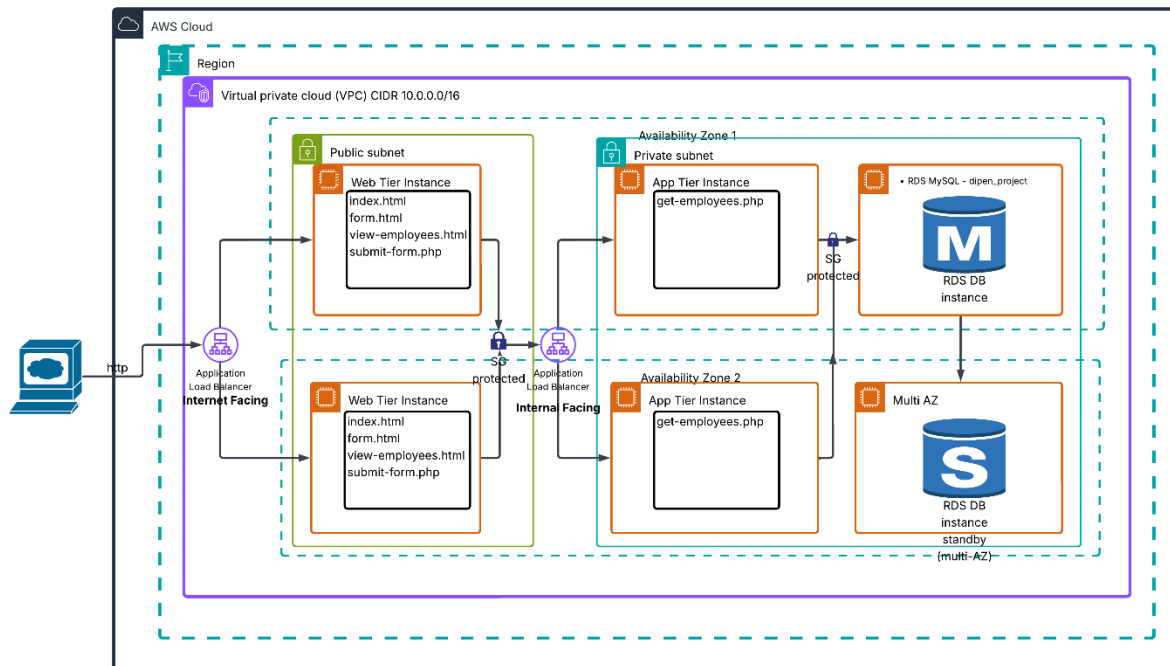 AWS Cloud
Region
Virtual private cloud (VPC) CIDR 10.0.0.0/16
Availability Zone 1
Public subnet
Private subnet
Web Tier Instance
index.html
form.html
view-employees.html
submit-form.php
App Tier Instance
get-employees.php
• RDS MySQL - dipen_project
M
RDS DB
instance
SG
protected
http
Application
Load Balancer
Internet Facing
SG
protected
Application
Load Balancer
Internal Facing
Availability Zone 2
Web Tier Instance
index.html
form.html
view-employees.html
submit-form.php
App Tier Instance
get-employees.php
Multi AZ
S
RDS DB
instance
standby
(multi-AZ)